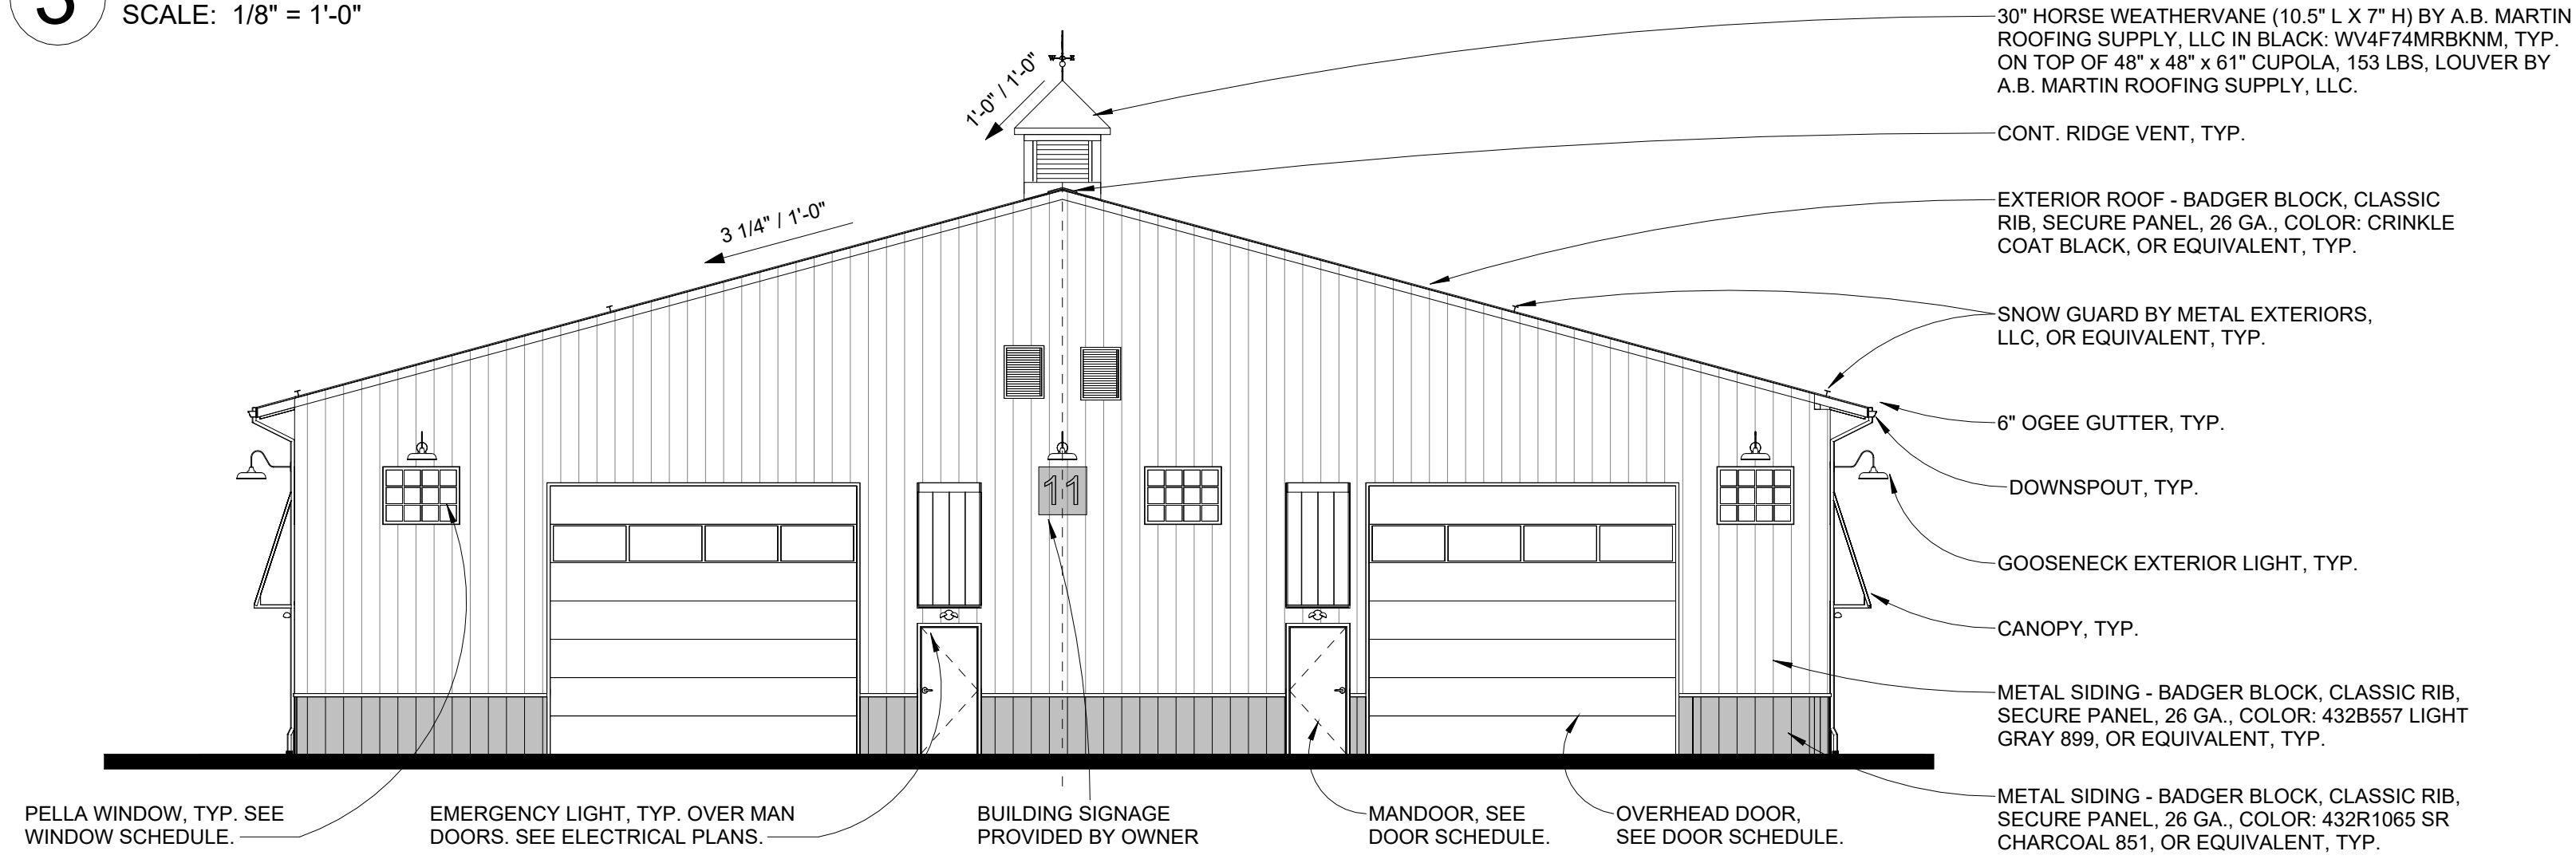 3
SCALE: 1/8" = 1'-0"
1'-0" / 1'-0"
3 1/4" / 1'-0"
30" HORSE WEATHERVANE (10.5" L X 7" H) BY A.B. MARTIN
ROOFING SUPPLY, LLC IN BLACK: WV4F74MRBKNM, TYP.
ON TOP OF 48" x 48" x 61" CUPOLA, 153 LBS, LOUVER BY
A.B. MARTIN ROOFING SUPPLY, LLC.
CONT. RIDGE VENT, TYP.
EXTERIOR ROOF - BADGER BLOCK, CLASSIC
RIB, SECURE PANEL, 26 GA., COLOR: CRINKLE
COAT BLACK, OR EQUIVALENT, TYP.
SNOW GUARD BY METAL EXTERIORS,
LLC, OR EQUIVALENT, TYP.
6" OGEE GUTTER, TYP.
DOWNSPOUT, TYP.
GOOSENECK EXTERIOR LIGHT, TYP.
CANOPY, TYP.
METAL SIDING - BADGER BLOCK, CLASSIC RIB,
SECURE PANEL, 26 GA., COLOR: 432B557 LIGHT
GRAY 899, OR EQUIVALENT, TYP.
METAL SIDING - BADGER BLOCK, CLASSIC RIB,
SECURE PANEL, 26 GA., COLOR: 432R1065 SR
CHARCOAL 851, OR EQUIVALENT, TYP.
11
PELLA WINDOW, TYP. SEE
WINDOW SCHEDULE.
EMERGENCY LIGHT, TYP. OVER MAN
DOORS. SEE ELECTRICAL PLANS.
BUILDING SIGNAGE
PROVIDED BY OWNER
MANDOOR, SEE
DOOR SCHEDULE.
OVERHEAD DOOR,
SEE DOOR SCHEDULE.